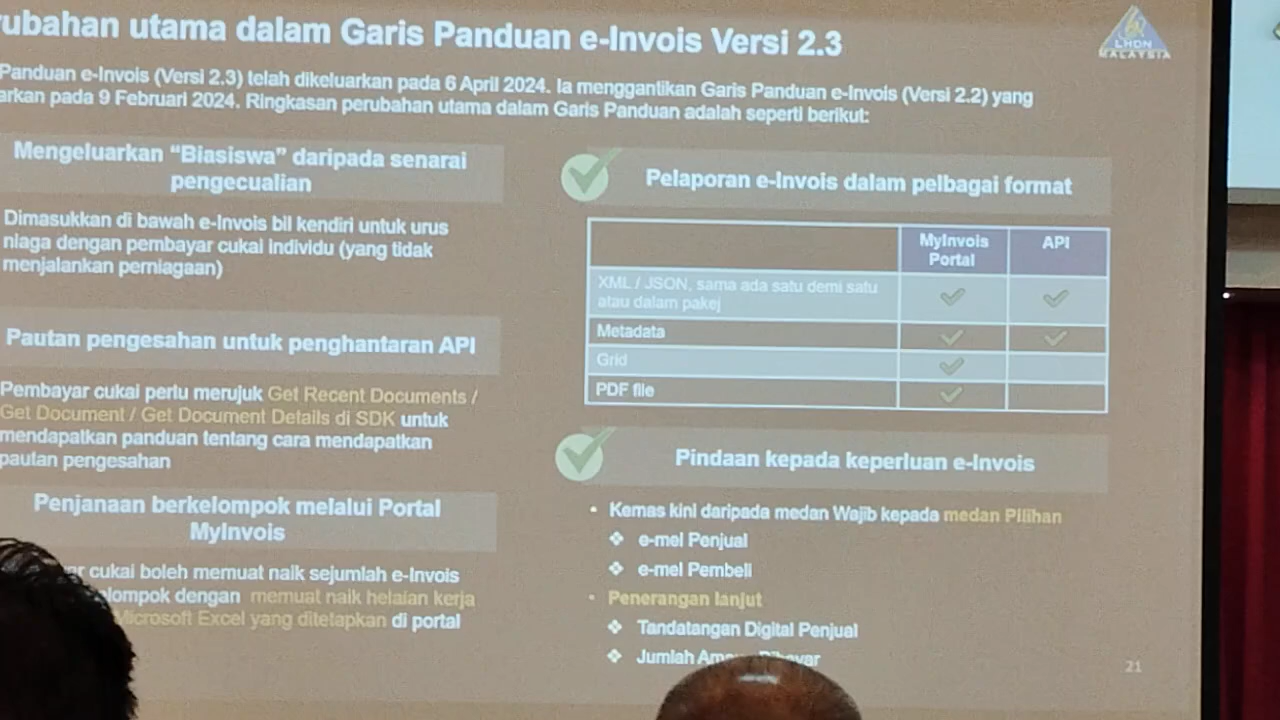 rubahan utama dalam Garis Panduan e-Invois Versi 2.3
LHDN
MALAYSIA
Panduan e-Invois (Versi 2.3) telah dikeluarkan pada 6 April 2024. Ia menggantikan Garis Panduan e-Invois (Versi 2.2) yang
arkan pada 9 Februari 2024. Ringkasan perubahan utama dalam Garis Panduan adalah seperti berikut:
Mengeluarkan “Biasiswa” daripada senarai
pengecualian
Dimasukkan di bawah e-Invois bil kendiri untuk urus
niaga dengan pembayar cukai individu (yang tidak
menjalankan perniagaan)
Pautan pengesahan untuk penghantaran API
Pembayar cukai perlu merujuk Get Recent Documents /
Get Document / Get Document Details di SDK untuk
mendapatkan panduan tentang cara mendapatkan
pautan pengesahan
Penjanaan berkelompok melalui Portal
MyInvois
ar cukai boleh memuat naik sejumlah e-Invois
lompok dengan memuat naik helaian kerja
Microsoft Excel yang ditetapkan di portal
Pelaporan e-Invois dalam pelbagai format
MyInvois
Portal
API
XML / JSON, sama ada satu demi satu
atau dalam pakej
Metadata
Grid
PDF file
Pindaan kepada keperluan e-Invois
• Kemas kini daripada medan Wajib kepada medan Pilihan
❖ e-mel Penjual
❖ e-mel Pembeli
• Penerangan lanjut
❖ Tandatangan Digital Penjual
❖ Jumlah
21